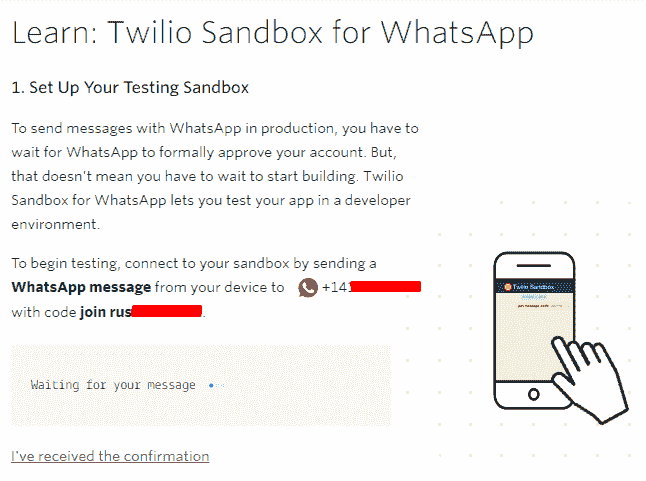 Learn: Twilio Sandbox for WhatsApp
1. Set Up Your Testing Sandbox
To send messages with WhatsApp in production, you have to
wait for WhatsApp to formally approve your account. But,
that doesn't mean you have to wait to start building. Twilio
Sandbox for WhatsApp lets you test your app in a developer
environment.
To begin testing, connect to your sandbox by sending a
WhatsApp message from your device to +141
with code join rus.
Twilio Sandbox
Waiting for your message
I've received the confirmation